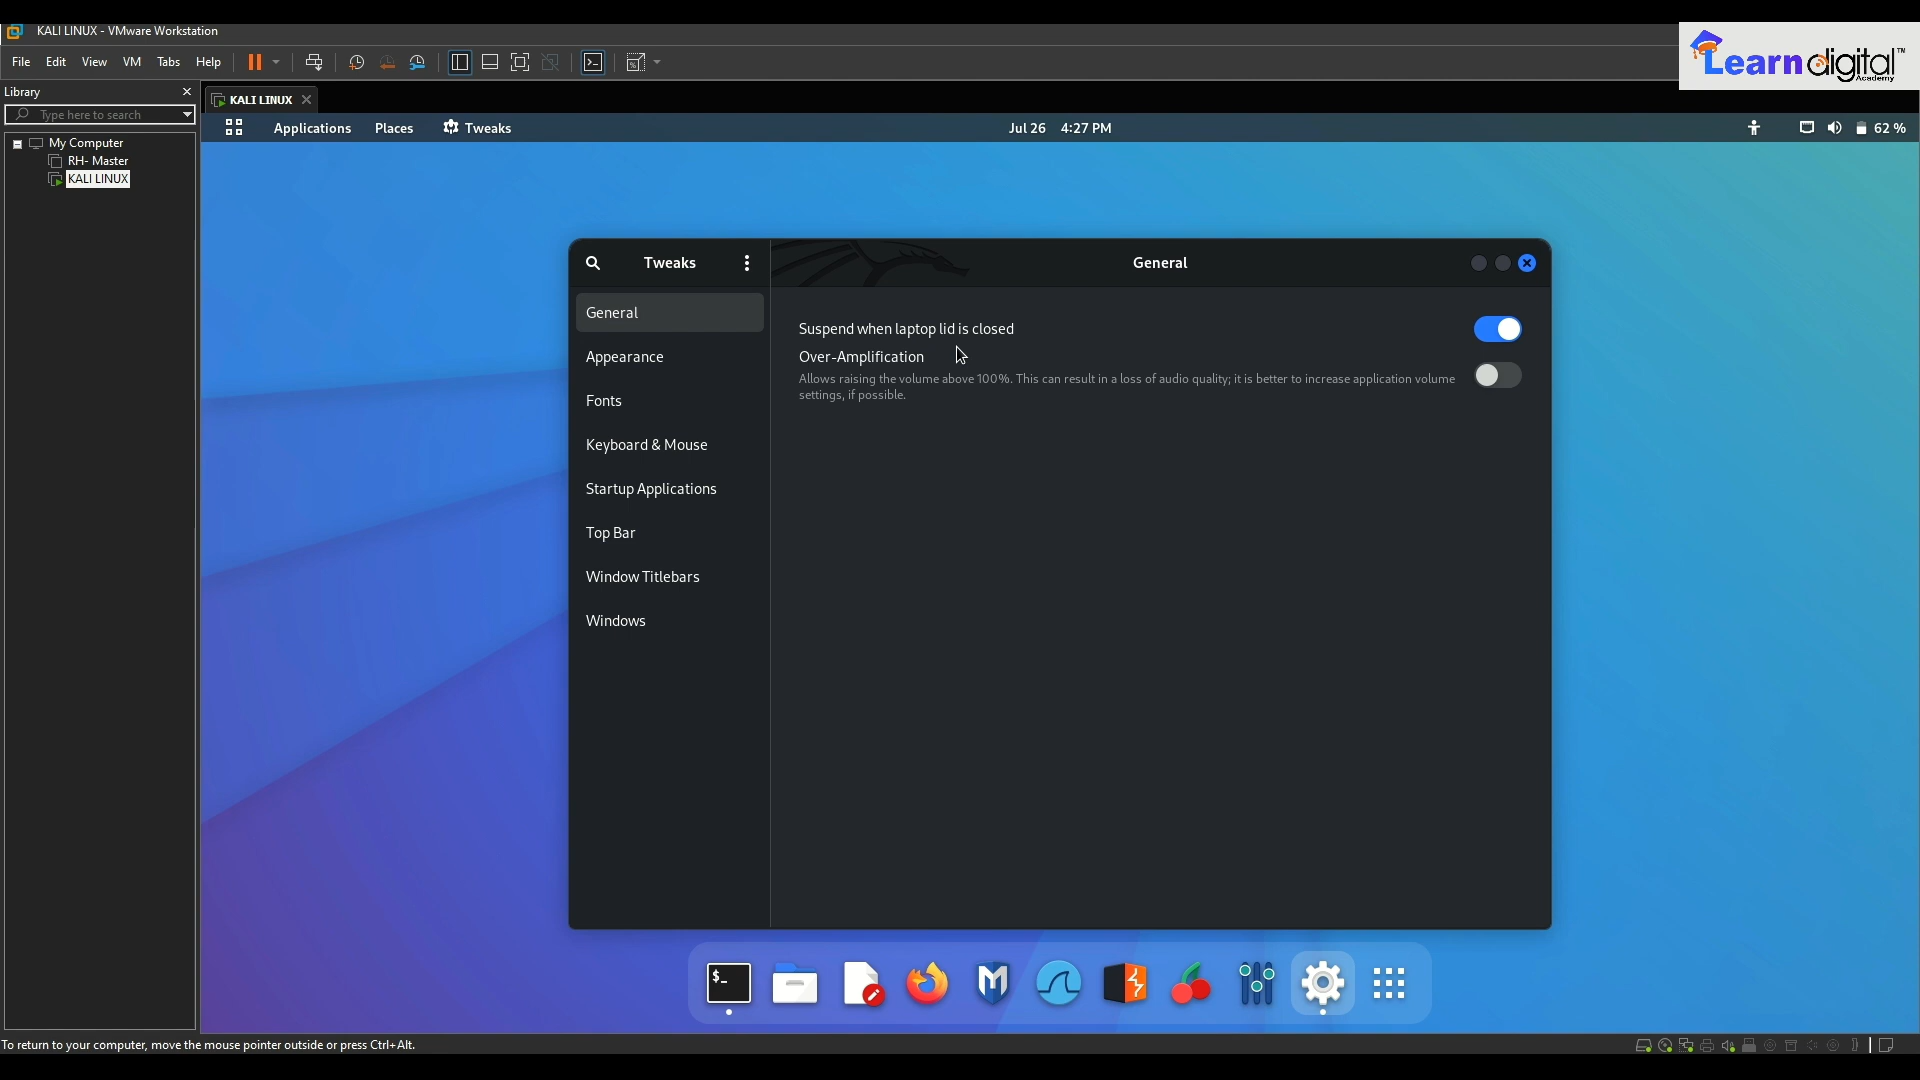 KALI LINUX - VMware Workstation
File Edit View VM Tabs Help
Learn digital™
Academy
Library
KALI LINUX
Type here to search
Applications Places Tweaks
Jul 26 4:27 PM
62 %
My Computer
RH- Master
KALI LINUX
Tweaks
General
General
Appearance
Fonts
Keyboard & Mouse
Startup Applications
Top Bar
Window Titlebars
Windows
Suspend when laptop lid is closed
Over-Amplification
Allows raising the volume above 100%. This can result in a loss of audio quality; it is better to increase application volume
settings, if possible.
$_
To return to your computer, move the mouse pointer outside or press Ctrl+Alt.